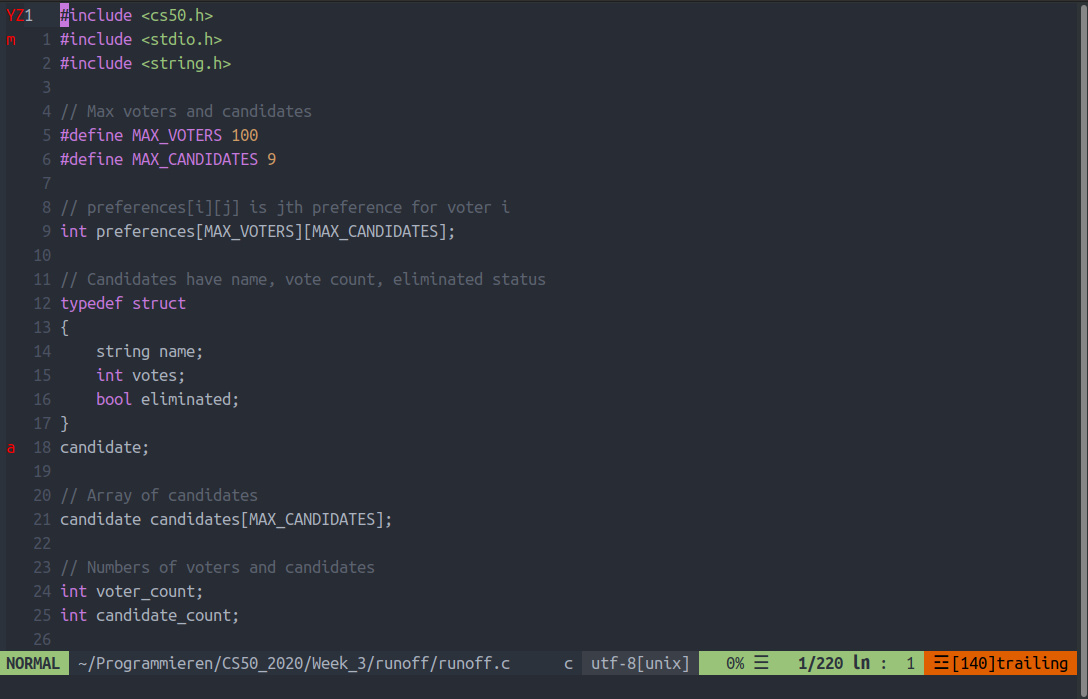 YZ1 #include <cs50.h>
m 1 #include <stdio.h>
2 #include <string.h>
3
4 // Max voters and candidates
5 #define MAX_VOTERS 100
6 #define MAX_CANDIDATES 9
7
8 // preferences[i][j] is jth preference for voter i
9 int preferences[MAX_VOTERS][MAX_CANDIDATES];
10
11 // Candidates have name, vote count, eliminated status
12 typedef struct
13 {
14     string name;
15     int votes;
16     bool eliminated;
17 }
a 18 candidate;
19
20 // Array of candidates
21 candidate candidates[MAX_CANDIDATES];
22
23 // Numbers of voters and candidates
24 int voter_count;
25 int candidate_count;
26
NORMAL ~/Programmieren/CS50_2020/Week_3/runoff/runoff.c c utf-8[unix] 0% ☰ 1/220 ln : 1 ☲[140]trailing